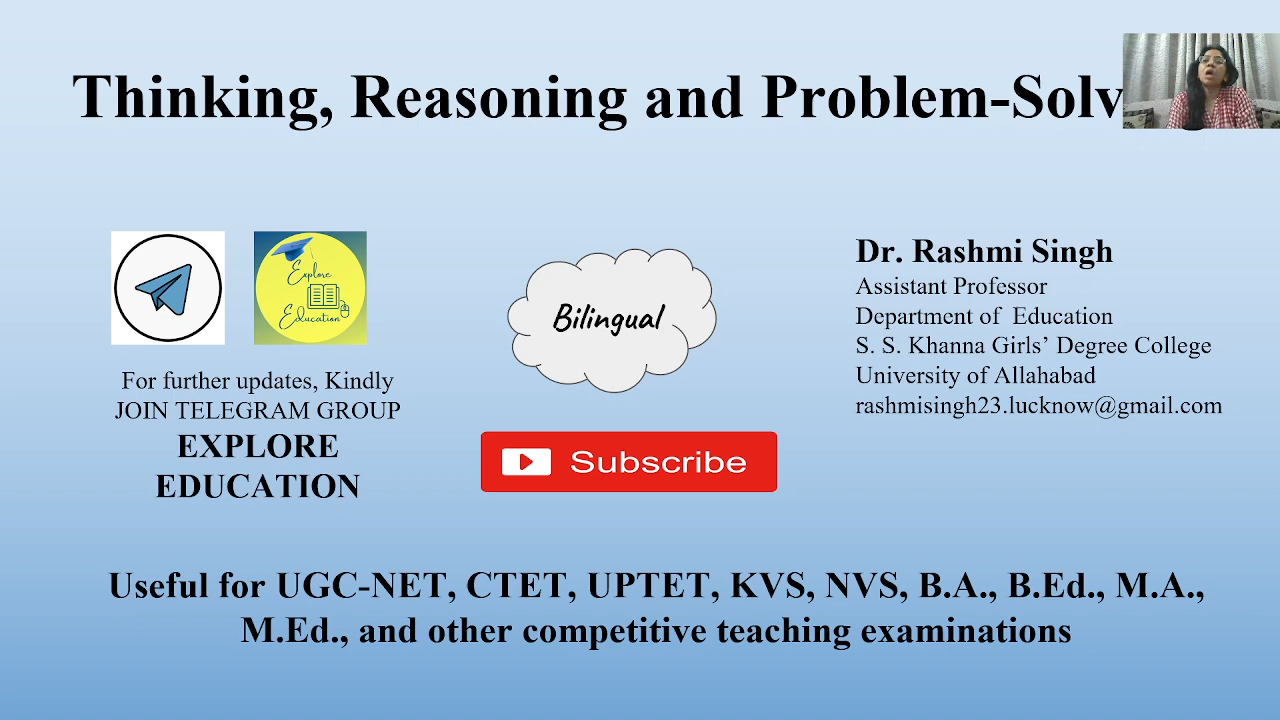 Thinking, Reasoning and Problem-Solv
Explore
Education
For further updates, Kindly
JOIN TELEGRAM GROUP
EXPLORE
EDUCATION
Bilingual
Subscribe
Dr. Rashmi Singh
Assistant Professor
Department of Education
S. S. Khanna Girls’ Degree College
University of Allahabad
rashmisingh23.lucknow@gmail.com
Useful for UGC-NET, CTET, UPTET, KVS, NVS, B.A., B.Ed., M.A.,
M.Ed., and other competitive teaching examinations